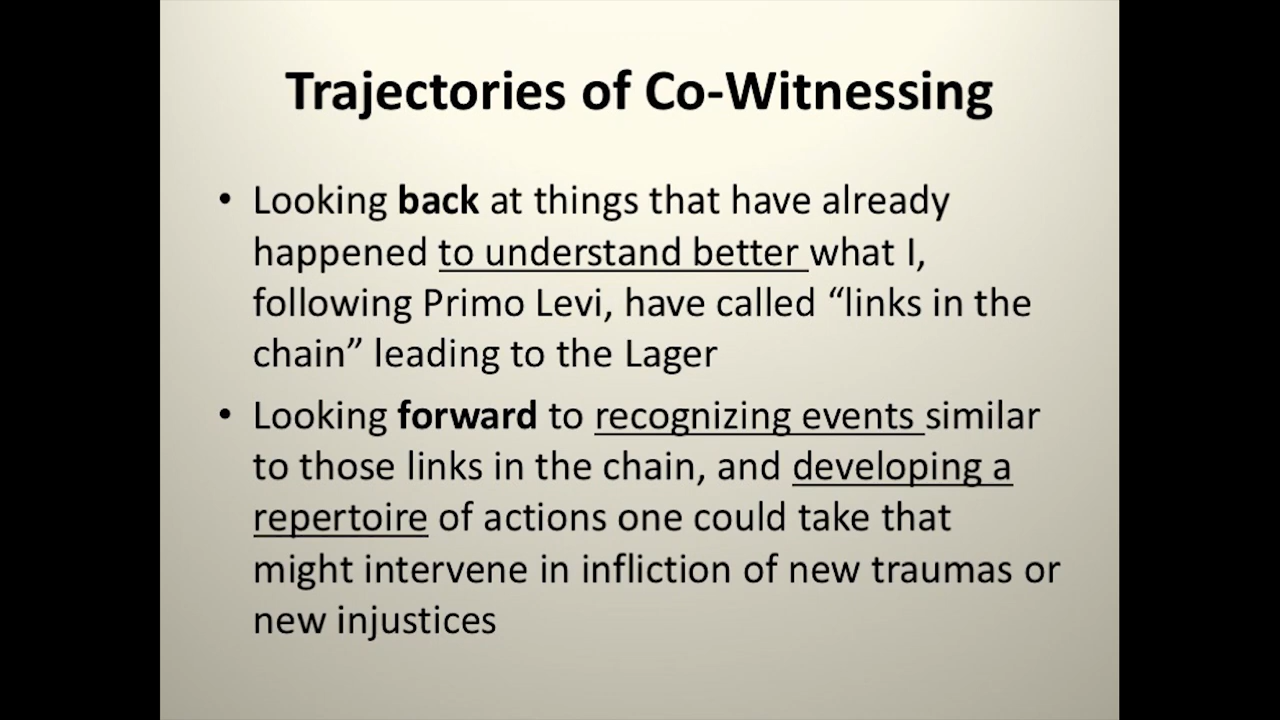 Trajectories of Co-Witnessing
• Looking back at things that have already
happened to understand better what I,
following Primo Levi, have called “links in the
chain” leading to the Lager
• Looking forward to recognizing events similar
to those links in the chain, and developing a
repertoire of actions one could take that
might intervene in infliction of new traumas or
new injustices